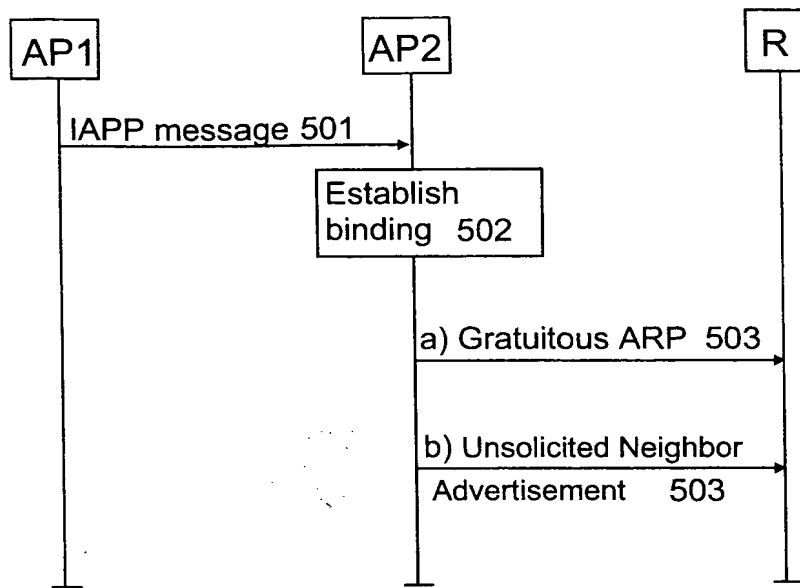 AP1
AP2
R
IAPP message 501
Establish
binding 502
a) Gratuitous ARP 503
b) Unsolicited Neighbor
Advertisement 503